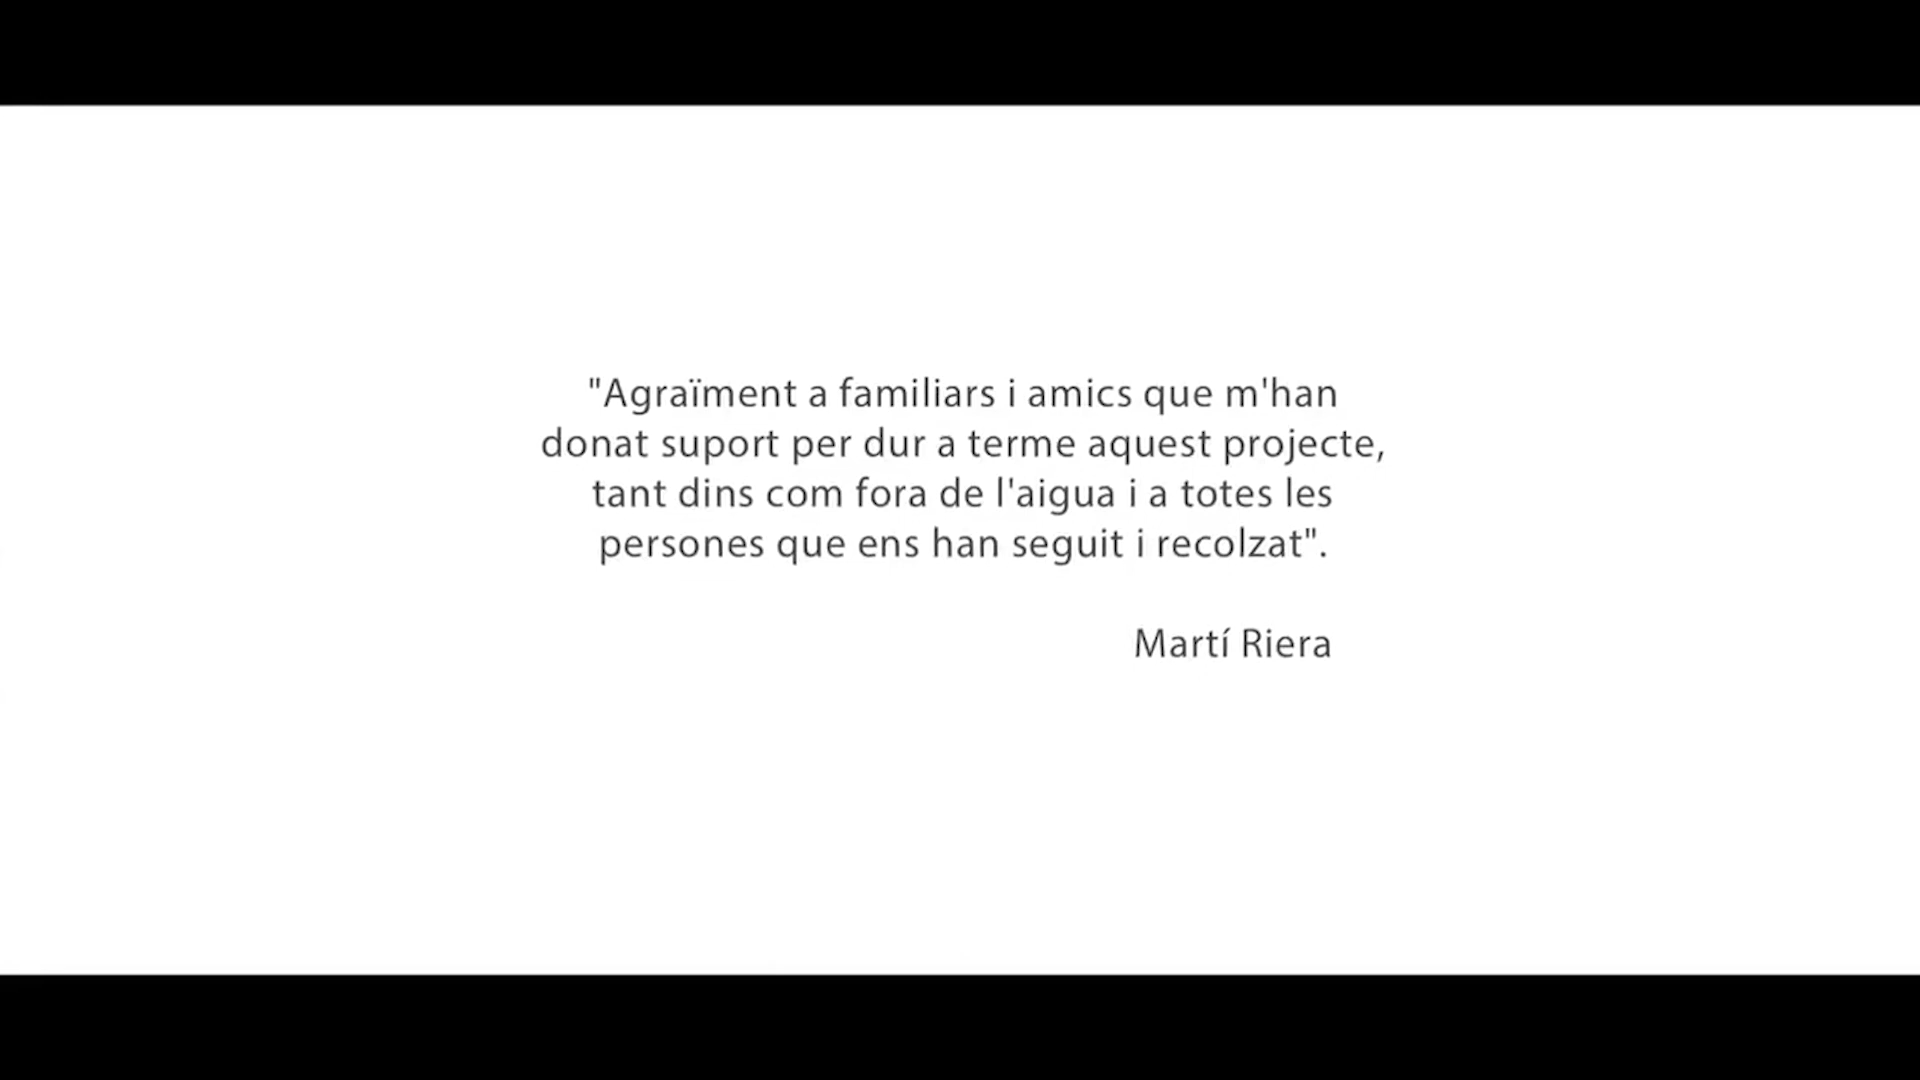 "Agraïment a familiars i amics que m'han
donat suport per dur a terme aquest projecte,
tant dins com fora de l'aigua i a totes les
persones que ens han seguit i recolzat".
Martí Riera